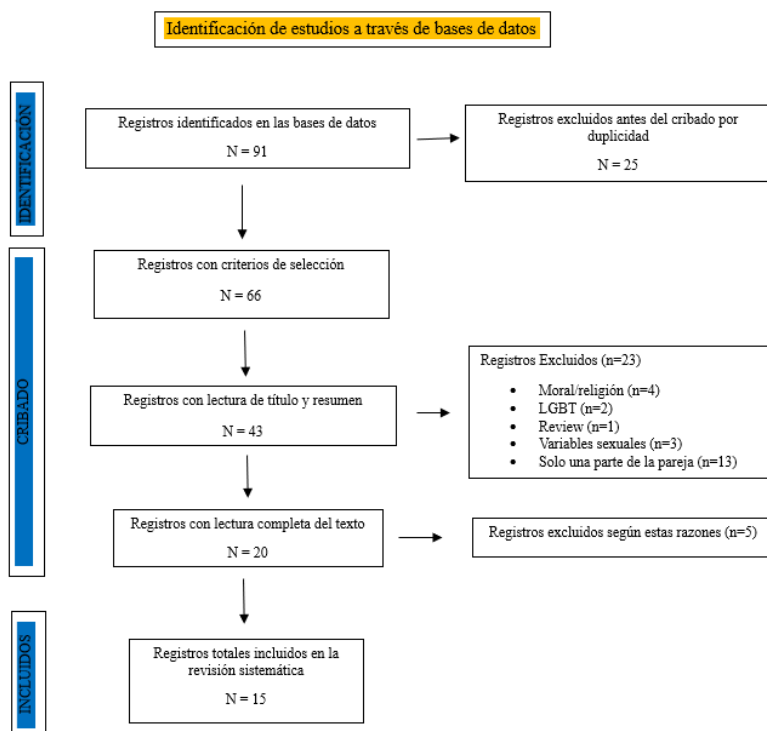 Identificación de estudios a través de bases de datos
IDENTIFICACIÓN
Registros identificados en las bases de datos
N = 91
Registros excluidos antes del cribado por
duplicidad
N = 25
CRIBADO
Registros con criterios de selección
N = 66
Registros con lectura de título y resumen
N = 43
Registros Excluidos (n=23)
• Moral/religión (n=4)
• LGBT (n=2)
• Review (n=1)
• Variables sexuales (n=3)
• Solo una parte de la pareja (n=13)
Registros con lectura completa del texto
N = 20
Registros excluidos según estas razones (n=5)
INCLUIDOS
Registros totales incluidos en la
revisión sistemática
N = 15